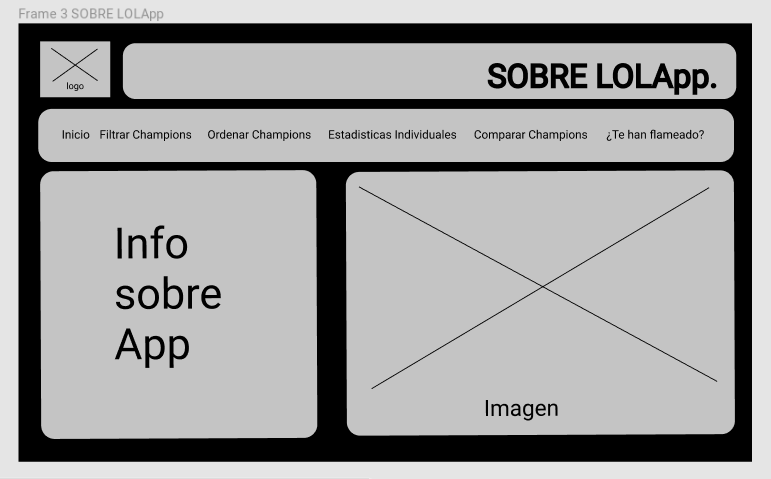 Frame 3 SOBRE LOLApp
logo
SOBRE LOLApp.
Inicio Filtrar Champions Ordenar Champions Estadisticas Individuales Comparar Champions ¿Te han flameado?
Info
sobre
App
Imagen